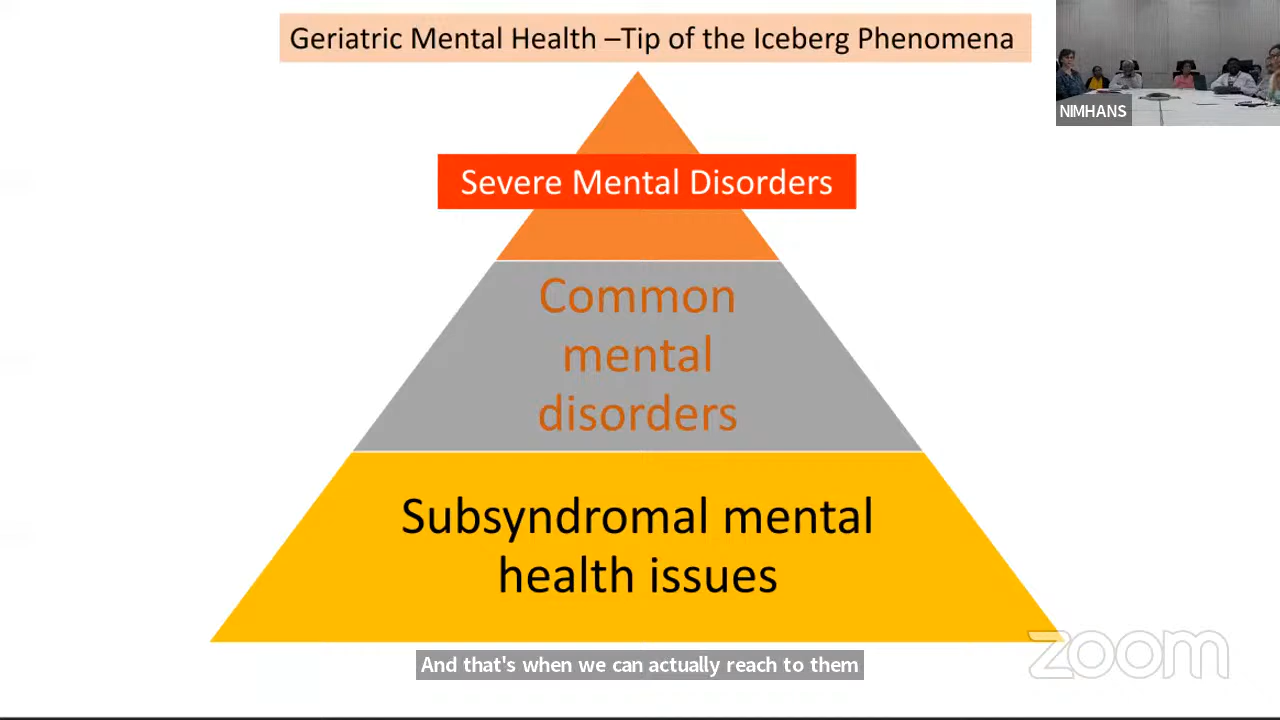 Geriatric Mental Health –Tip of the Iceberg Phenomena
NIMHANS
Severe Mental Disorders
Common
mental
disorders
Subsyndromal mental
health issues
zoom
And that's when we can actually reach to them